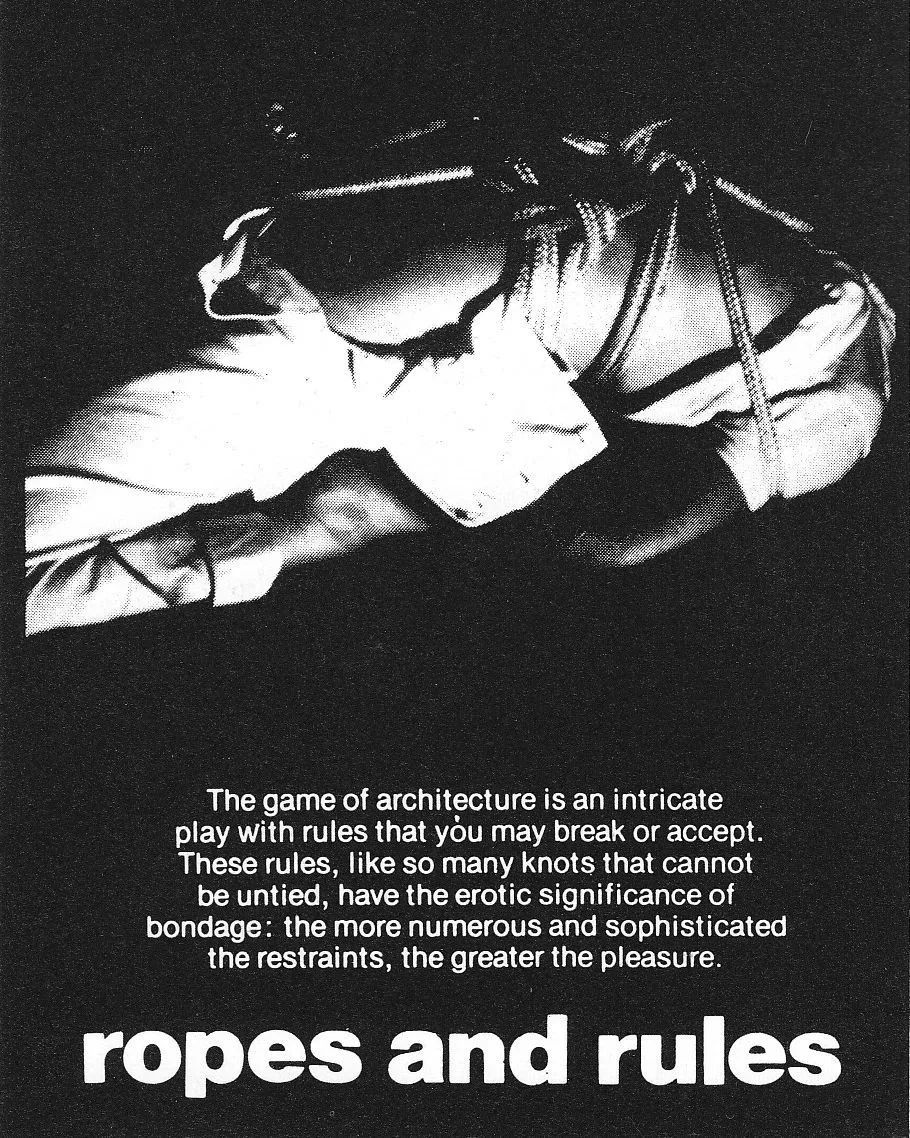 The game of architecture is an intricate
play with rules that you may break or accept.
These rules, like so many knots that cannot
be untied, have the erotic significance of
bondage: the more numerous and sophisticated
the restraints, the greater the pleasure.
ropes and rules